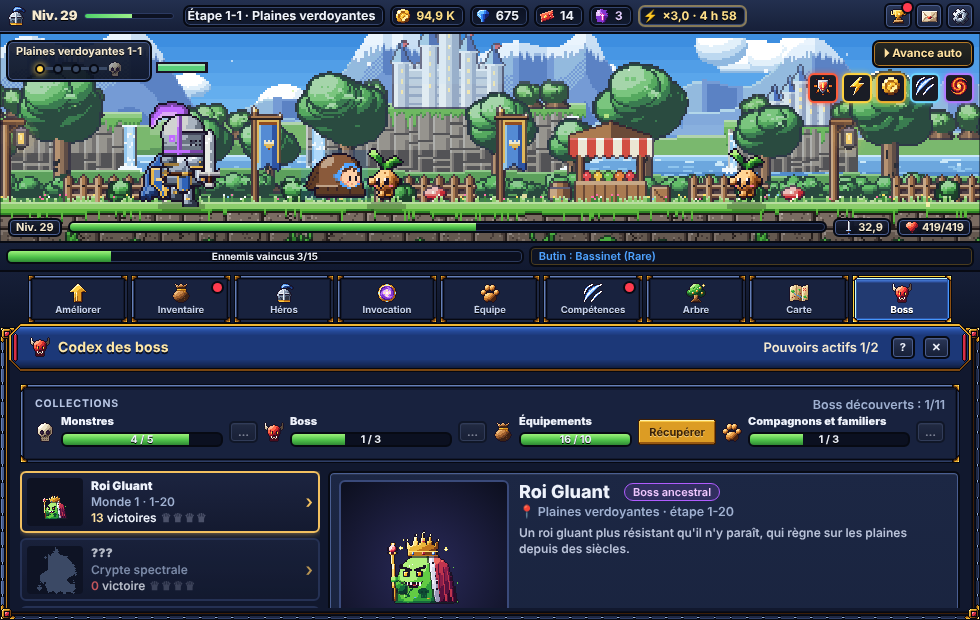 Niv. 29
Étape 1-1 · Plaines verdoyantes
94,9 K
675
14
3
×3,0 · 4 h 58
Plaines verdoyantes 1-1
Avance auto
Niv. 29
32,9
419/419
Ennemis vaincus 3/15
Butin : Bassinet (Rare)
Améliorer
Inventaire
Héros
Invocation
Equipe
Compétences
Arbre
Carte
Boss
Codex des boss
Pouvoirs actifs 1/2
?
×
COLLECTIONS
Boss découverts : 1/11
Monstres
4 / 5
...
Boss
1 / 3
...
Équipements
16 / 10
Récupérer
Compagnons et familiers
1 / 3
...
Roi Gluant
Monde 1 · 1-20
13 victoires
???
Crypte spectrale
0 victoire
Roi Gluant
Boss ancestral
Plaines verdoyantes · étape 1-20
Un roi gluant plus résistant qu'il n'y paraît, qui règne sur les plaines
depuis des siècles.